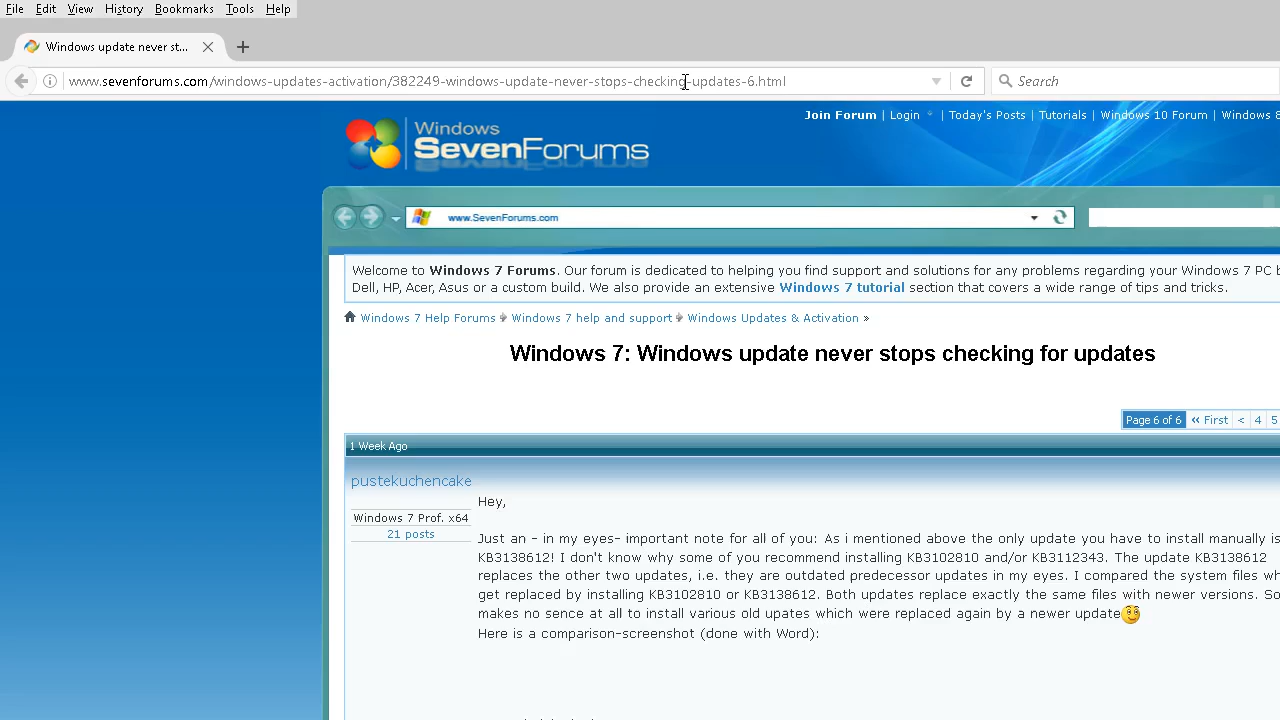 File Edit View History Bookmarks Tools Help
Windows update never st...
www.sevenforums.com/windows-updates-activation/382249-windows-update-never-stops-checking-updates-6.html
Search
Join Forum | Login | Today's Posts | Tutorials | Windows 10 Forum | Windows 8
Windows
SevenForums
www.SevenForums.com
Welcome to Windows 7 Forums. Our forum is dedicated to helping you find support and solutions for any problems regarding your Windows 7 PC b
Dell, HP, Acer, Asus or a custom build. We also provide an extensive Windows 7 tutorial section that covers a wide range of tips and tricks.
Windows 7 Help Forums Windows 7 help and support Windows Updates & Activation »
Windows 7: Windows update never stops checking for updates
Page 6 of 6 « First < 4 5
1 Week Ago
pustekuchencake
Windows 7 Prof. x64
21 posts
Hey,
Just an - in my eyes- important note for all of you: As i mentioned above the only update you have to install manually is
KB3138612! I don't know why some of you recommend installing KB3102810 and/or KB3112343. The update KB3138612
replaces the other two updates, i.e. they are outdated predecessor updates in my eyes. I compared the system files wh
get replaced by installing KB3102810 or KB3138612. Both updates replace exactly the same files with newer versions. So
makes no sence at all to install various old upates which were replaced again by a newer update
Here is a comparison-screenshot (done with Word):